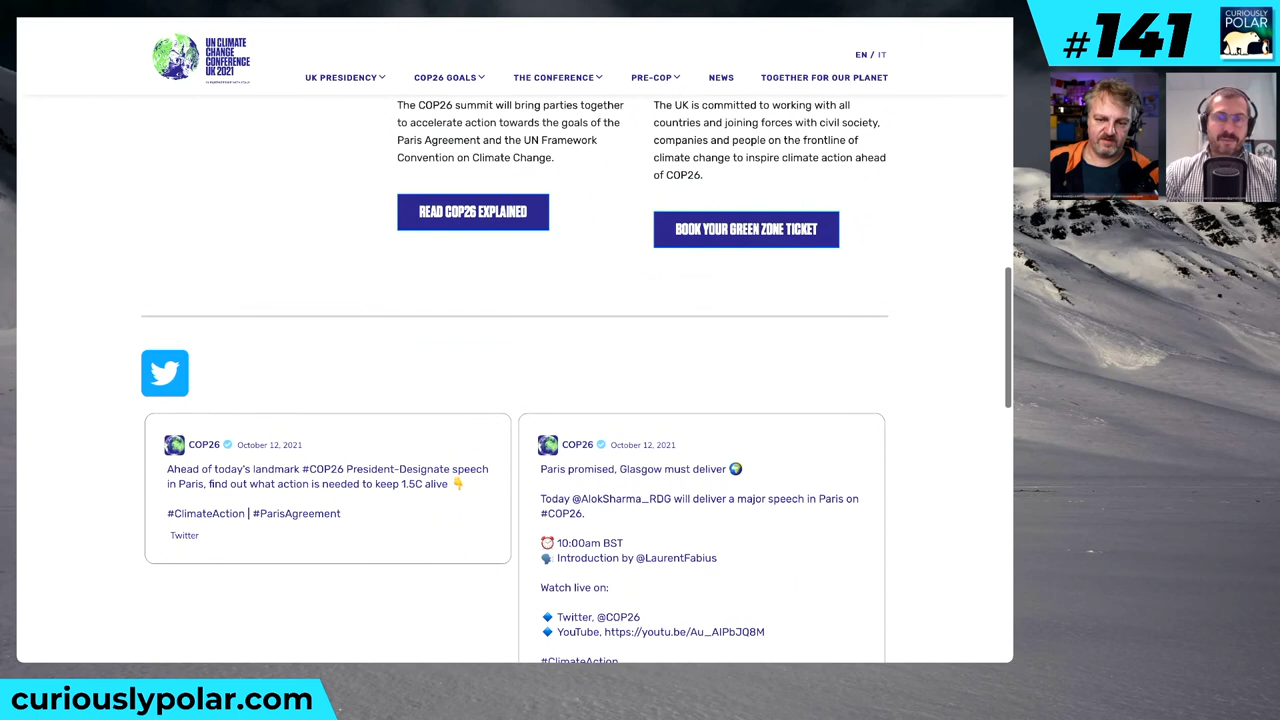 #141
CURIOUSLY
POLAR
UN CLIMATE
CHANGE
CONFERENCE
UK 2021
EN / IT
UK PRESIDENCY
COP26 GOALS
THE CONFERENCE
PRE-COP
NEWS
TOGETHER FOR OUR PLANET
The COP26 summit will bring parties together
to accelerate action towards the goals of the
Paris Agreement and the UN Framework
Convention on Climate Change.
READ COP26 EXPLAINED
The UK is committed to working with all
countries and joining forces with civil society,
companies and people on the frontline of
climate change to inspire climate action ahead
of COP26.
BOOK YOUR GREEN ZONE TICKET
COP26 October 12, 2021
Ahead of today's landmark #COP26 President-Designate speech
in Paris, find out what action is needed to keep 1.5C alive 👇
#ClimateAction | #ParisAgreement
Twitter
COP26 October 12, 2021
Paris promised, Glasgow must deliver 🌍
Today @AlokSharma_RDG will deliver a major speech in Paris on
#COP26.
⏰ 10:00am BST
🗣 Introduction by @LaurentFabius
Watch live on:
🔹 Twitter, @COP26
🔹 YouTube, https://youtu.be/Au_AlPbJQ8M
#ClimateAction
curiouslypolar.com